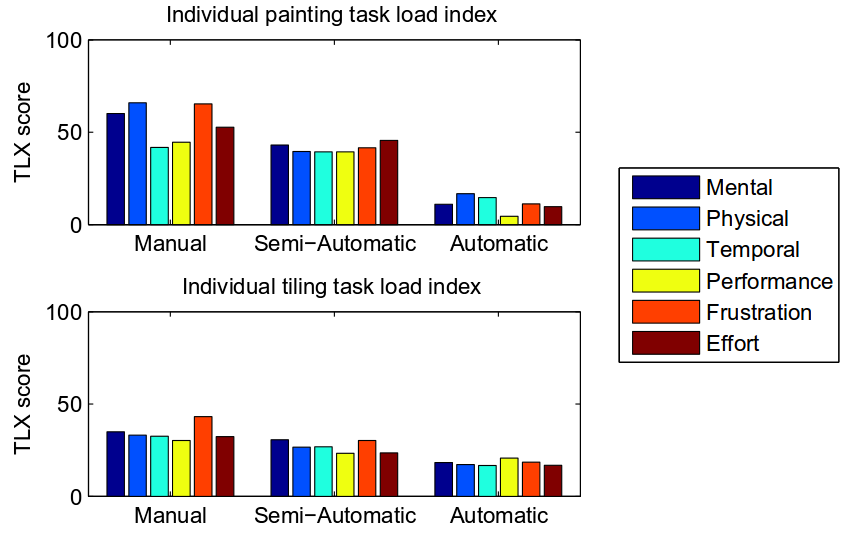 Individual painting task load index
100
50
0
TLX score
Manual
Semi−Automatic
Automatic
Individual tiling task load index
100
50
0
TLX score
Manual
Semi−Automatic
Automatic
Mental
Physical
Temporal
Performance
Frustration
Effort